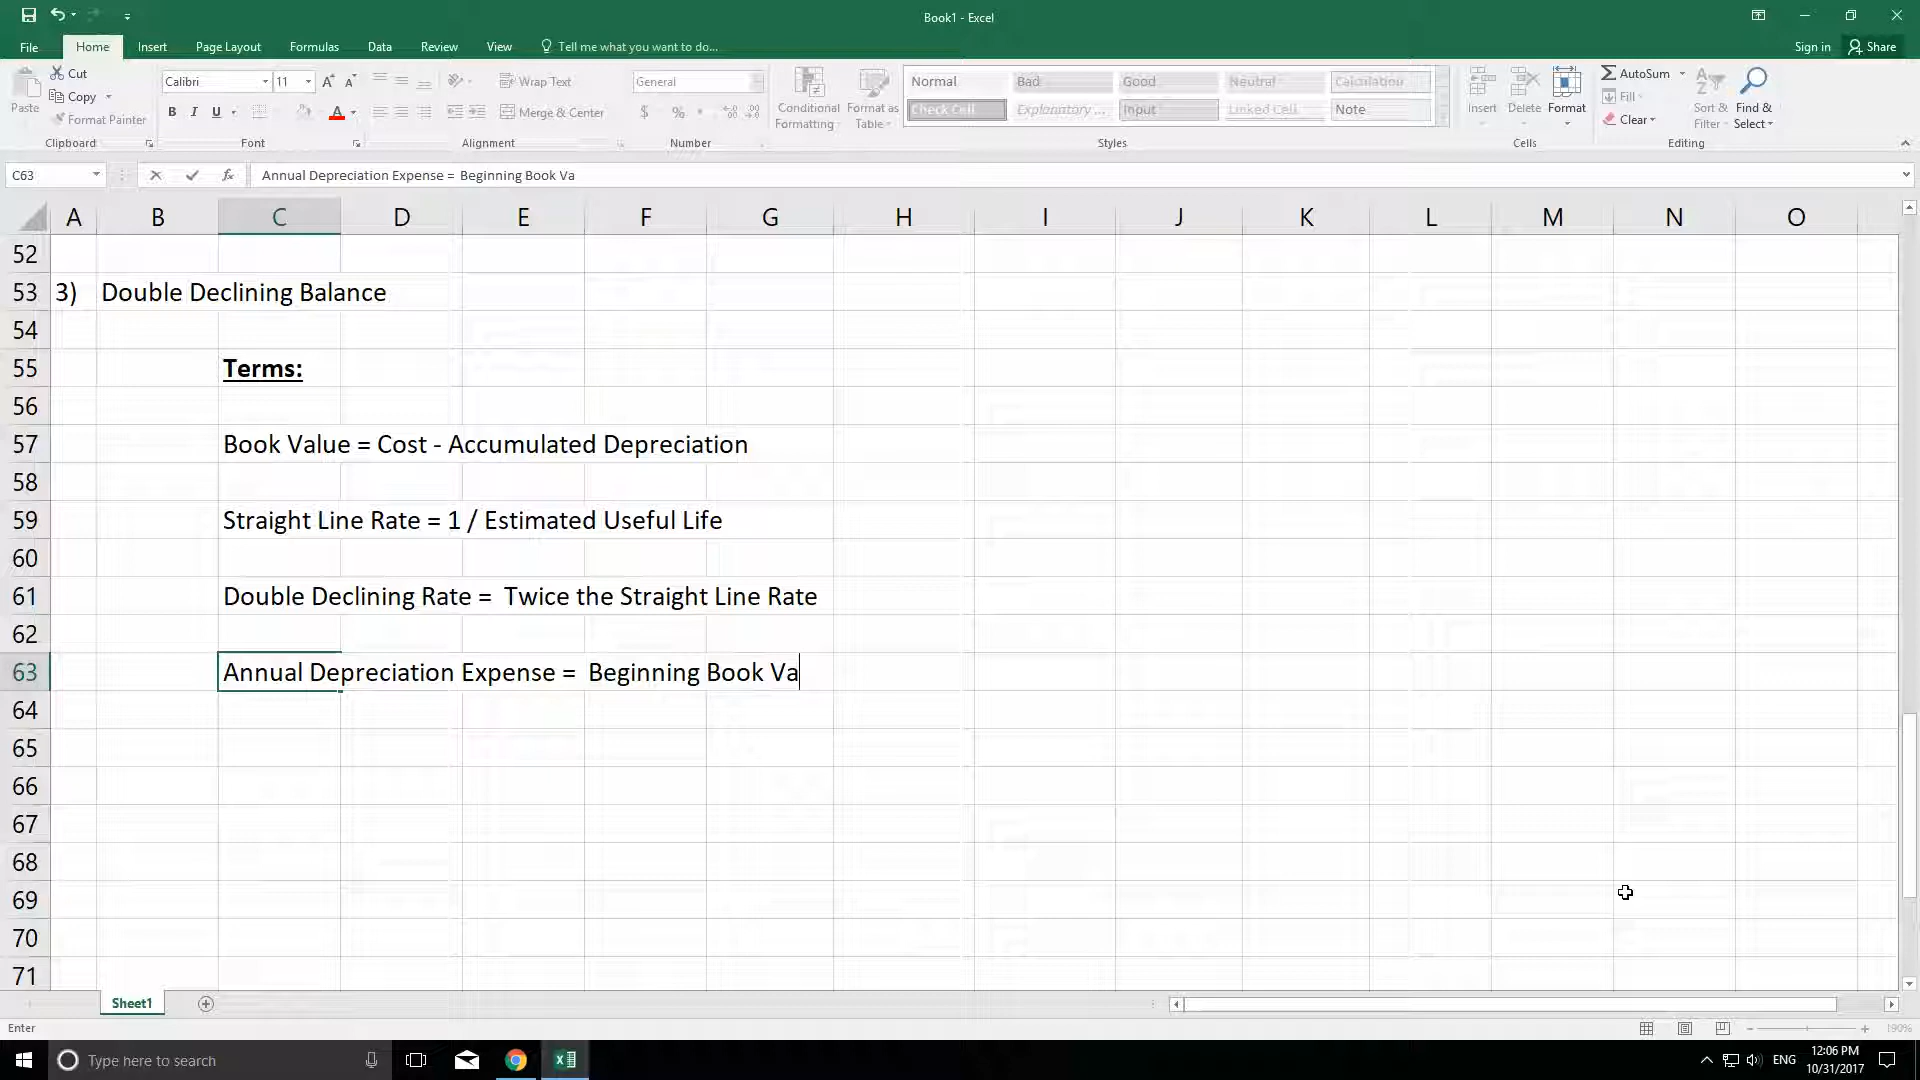 Book1 - Excel
File Home Insert Page Layout Formulas Data Review View Tell me what you want to do... Sign in Share
Paste Cut Copy Format Painter Clipboard
Calibri 11 A A B I U A Font
Wrap Text Merge & Center Alignment
General $ % Number
Conditional Formatting Format as Table
Normal Bad Good Neutral Calculation
Check Cell Explanatory ... Input Linked Cell Note
Styles
Insert Delete Format Cells
AutoSum Fill Clear Sort & Filter Find & Select Editing
C63 fx Annual Depreciation Expense = Beginning Book Va
A B C D E F G H I J K L M N O
52
53 3) Double Declining Balance
54
55 Terms:
56
57 Book Value = Cost - Accumulated Depreciation
58
59 Straight Line Rate = 1 / Estimated Useful Life
60
61 Double Declining Rate = Twice the Straight Line Rate
62
63 Annual Depreciation Expense = Beginning Book Va
64
65
66
67
68
69
70
71
Sheet1
Enter 190%
Type here to search ENG 12:06 PM
10/31/2017